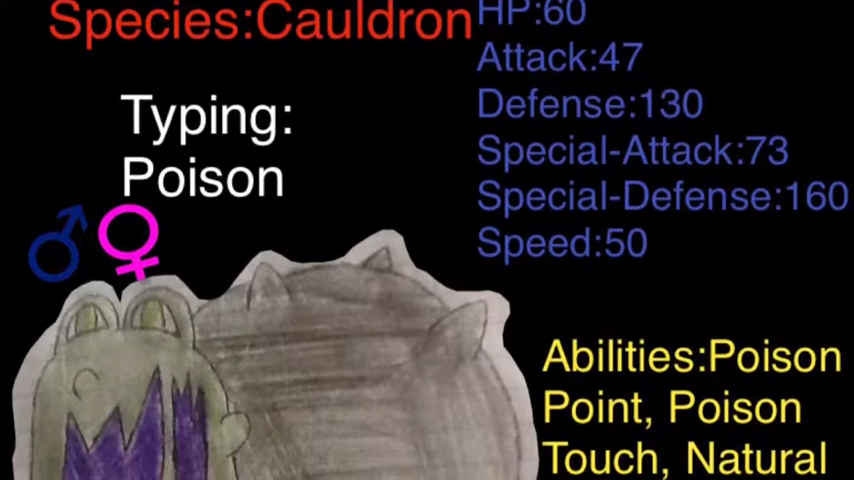 Species:Cauldron
HP:60
Attack:47
Defense:130
Special-Attack:73
Special-Defense:160
Speed:50
Typing:
Poison
Abilities:Poison
Point, Poison
Touch, Natural